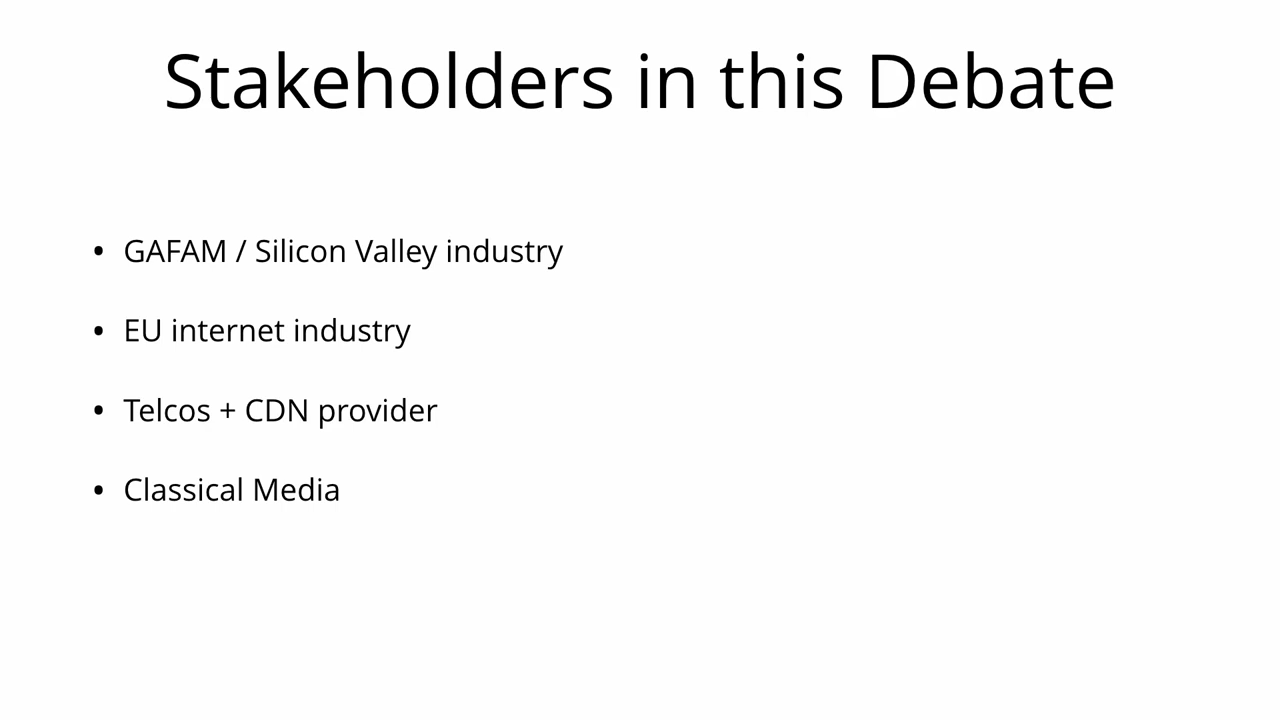 Stakeholders in this Debate
• GAFAM / Silicon Valley industry
• EU internet industry
• Telcos + CDN provider
• Classical Media